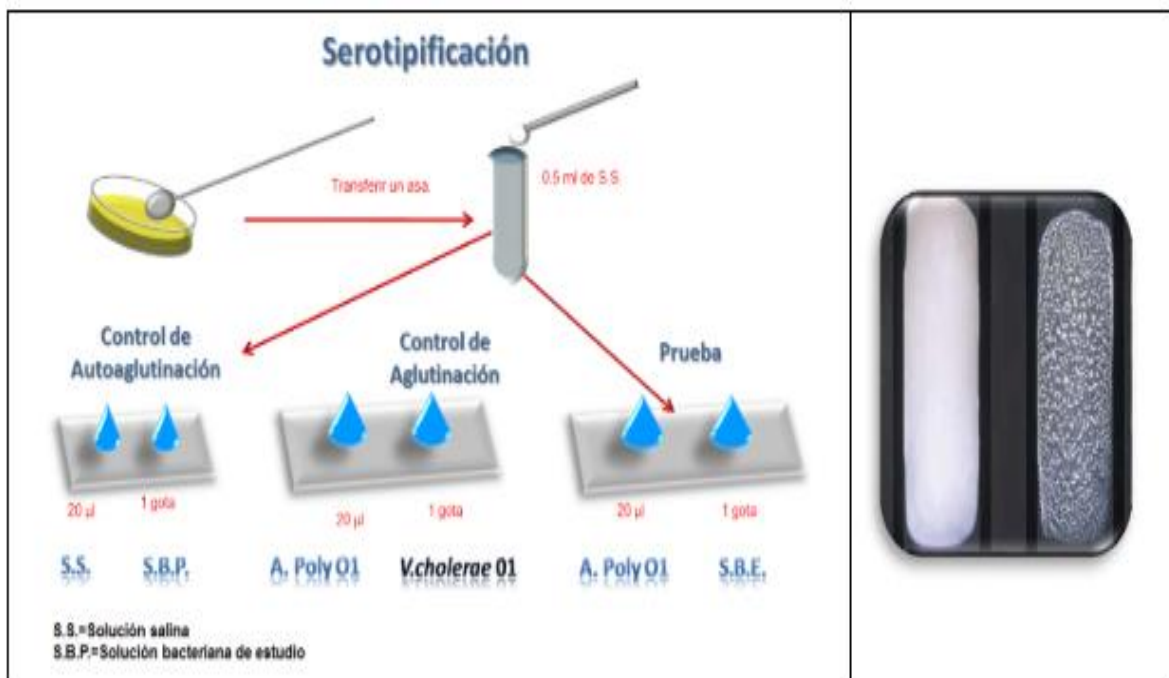 Serotipificación
Transferir un asa.
0.5 ml de S.S.
Control de
Autoaglutinación
Control de
Aglutinación
Prueba
20 µl
1 gota
20 µl
1 gota
20 µl
1 gota
S.S.
S.B.P.
A. Poly O1
V.cholerae 01
A. Poly O1
S.B.E.
S.S.=Solución salina
S.B.P.=Solución bacteriana de estudio